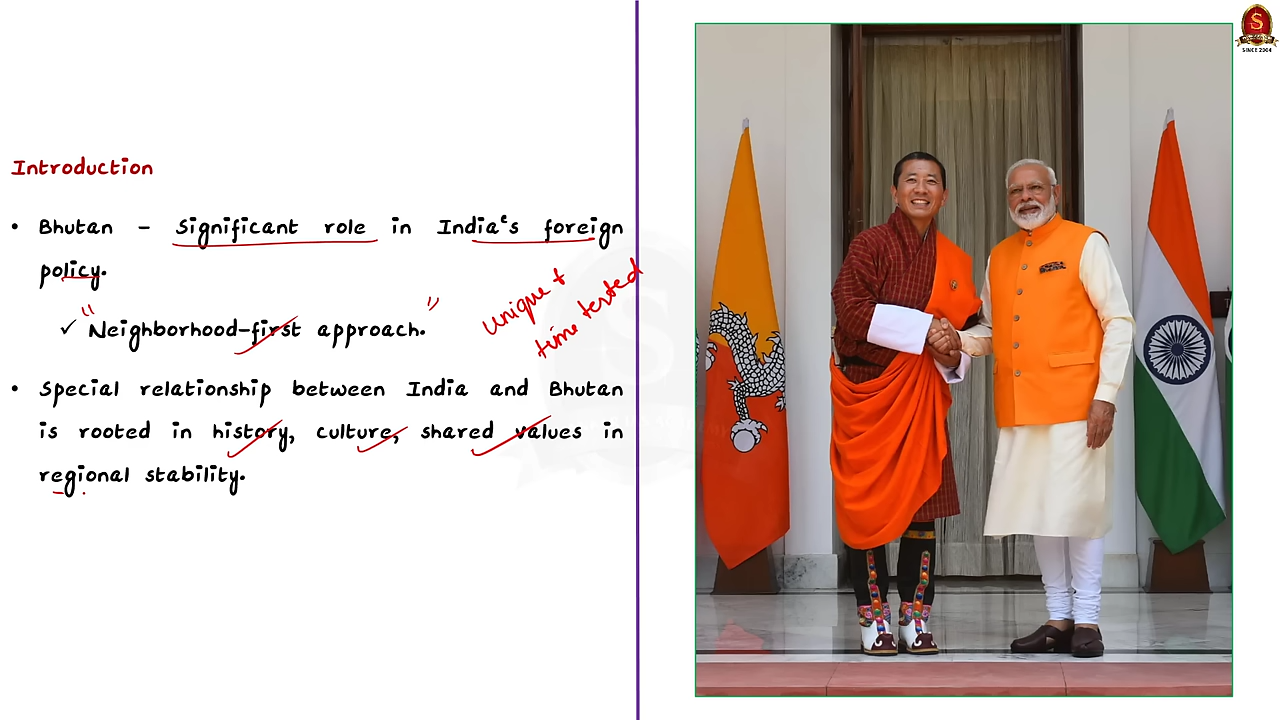 Introduction
• Bhutan – Significant role in India's foreign
policy.
✓ "Neighborhood-first approach."
unique +
time tested
• Special relationship between India and Bhutan
is rooted in history, culture, shared values in
regional stability.
S
SINCE 2004